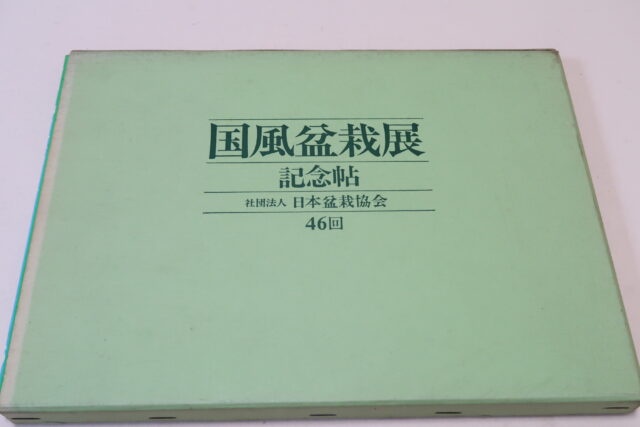 国風盆栽展
記念帖
社団法人 日本盆栽協会
46回